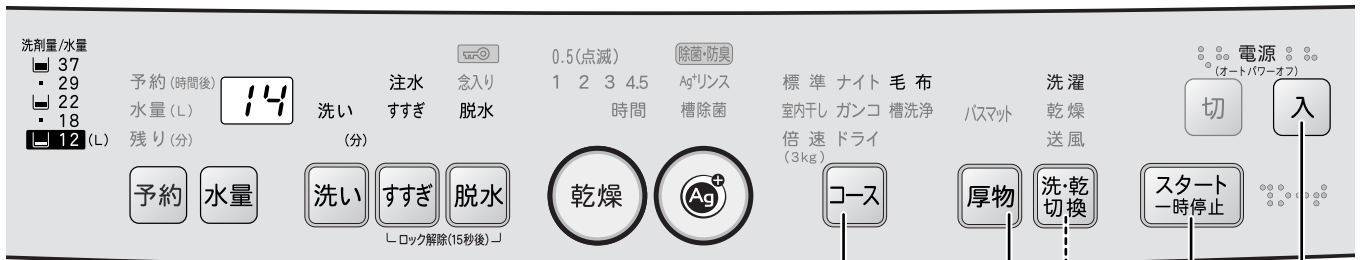 洗剤量/水量
37
29
22
18
12 (L)
予約(時間後)
水量(L)
残り(分)
14
洗い
(分)
注水
すすぎ
念入り
脱水
0.5(点滅)
1 2 3 4.5
時間
除菌・防臭
Ag⁺リンス
槽除菌
標準 ナイト 毛布
室内干し ガンコ 槽洗浄
倍速 ドライ
(3kg)
バスマット
洗濯
乾燥
送風
電源
(オートパワーオフ)
切
入
予約
水量
洗い
すすぎ
脱水
ロック解除(15秒後)
乾燥
Ag+
コース
厚物
洗・乾
切換
スタート
一時停止